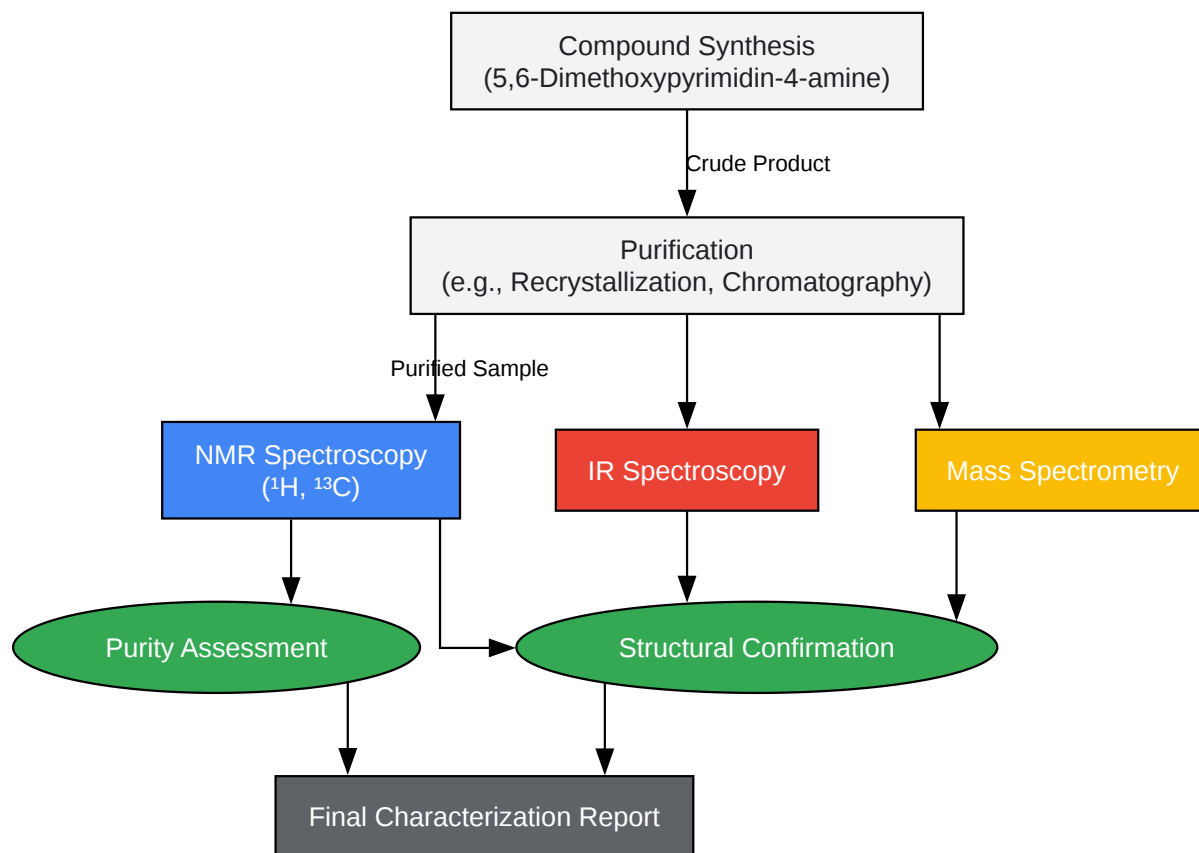 Compound Synthesis
(5,6-Dimethoxypyrimidin-4-amine)
Crude Product
Purification
(e.g., Recrystallization, Chromatography)
Purified Sample
NMR Spectroscopy
(¹H, ¹³C)
IR Spectroscopy
Mass Spectrometry
Purity Assessment
Structural Confirmation
Final Characterization Report